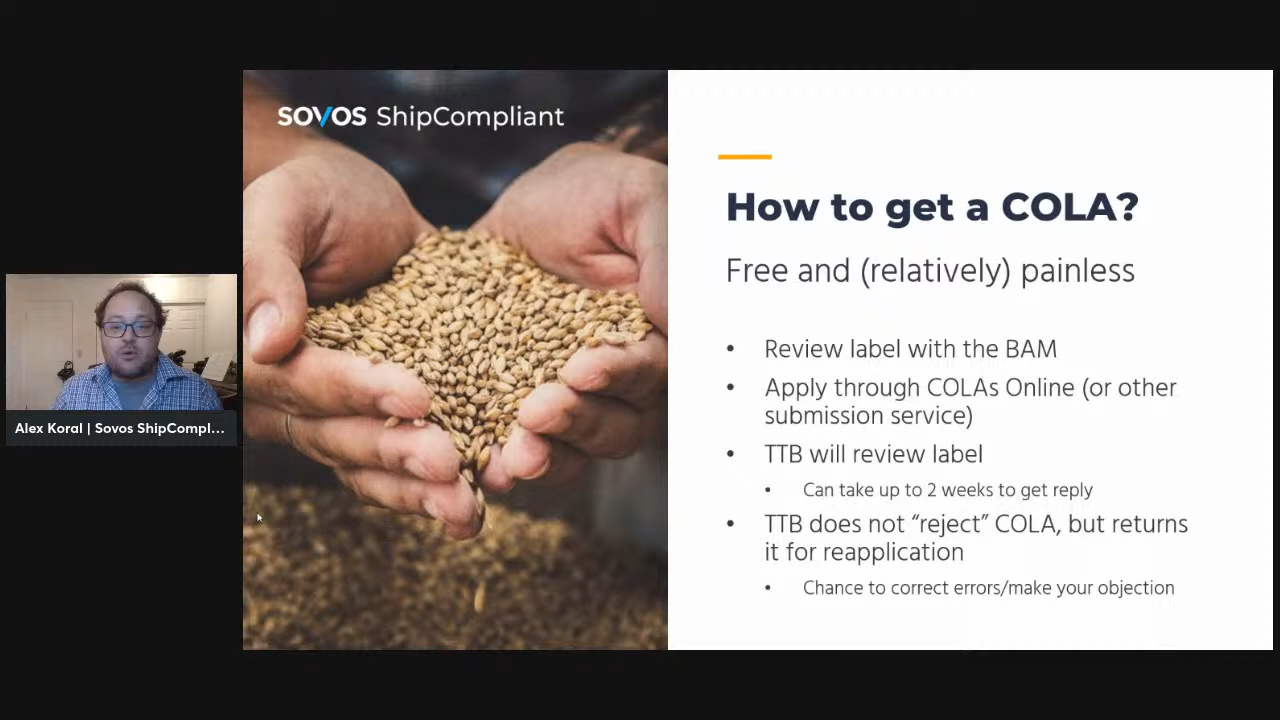 SOVOS ShipCompliant
How to get a COLA?
Free and (relatively) painless
• Review label with the BAM
• Apply through COLAs Online (or other
submission service)
• TTB will review label
• Can take up to 2 weeks to get reply
• TTB does not “reject” COLA, but returns
it for reapplication
• Chance to correct errors/make your objection
Alex Koral | Sovos ShipCompl...